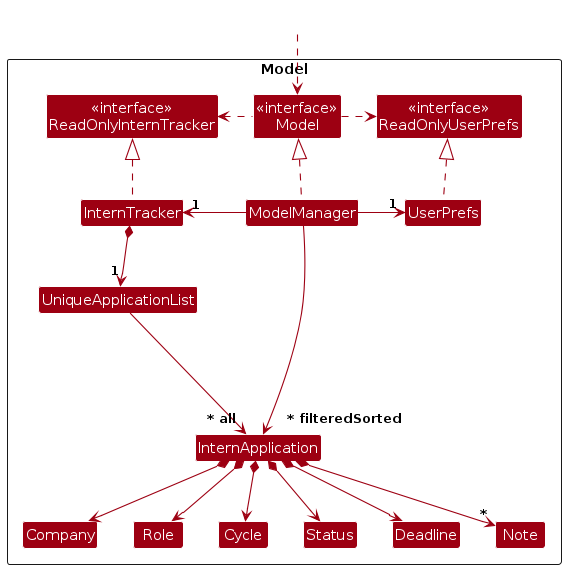 Model
«interface»
ReadOnlyInternTracker
«interface»
Model
«interface»
ReadOnlyUserPrefs
InternTracker
1
ModelManager
1
UserPrefs
1
UniqueApplicationList
* all
* filteredSorted
InternApplication
*
Company
Role
Cycle
Status
Deadline
Note